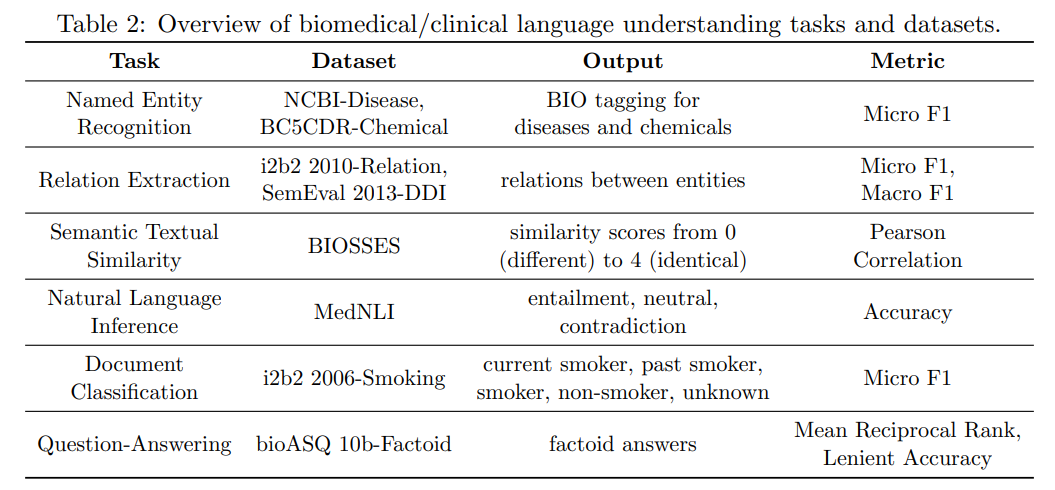 Table 2: Overview of biomedical/clinical language understanding tasks and datasets.
Task Dataset Output Metric
Named Entity Recognition NCBI-Disease, BC5CDR-Chemical BIO tagging for diseases and chemicals Micro F1
Relation Extraction i2b2 2010-Relation, SemEval 2013-DDI relations between entities Micro F1, Macro F1
Semantic Textual Similarity BIOSSES similarity scores from 0 (different) to 4 (identical) Pearson Correlation
Natural Language Inference MedNLI entailment, neutral, contradiction Accuracy
Document Classification i2b2 2006-Smoking current smoker, past smoker, smoker, non-smoker, unknown Micro F1
Question-Answering bioASQ 10b-Factoid factoid answers Mean Reciprocal Rank, Lenient Accuracy